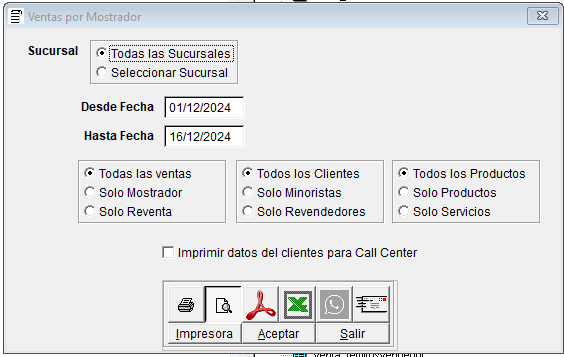 Ventas por Mostrador
Sucursal
Todas las Sucursales
Seleccionar Sucursal
Desde Fecha 01/12/2024
Hasta Fecha 16/12/2024
Todas las ventas Todos los Clientes Todos los Productos
Solo Mostrador Solo Minoristas Solo Productos
Solo Reventa Solo Revendedores Solo Servicios
Imprimir datos del clientes para Call Center
Impresora Aceptar Salir